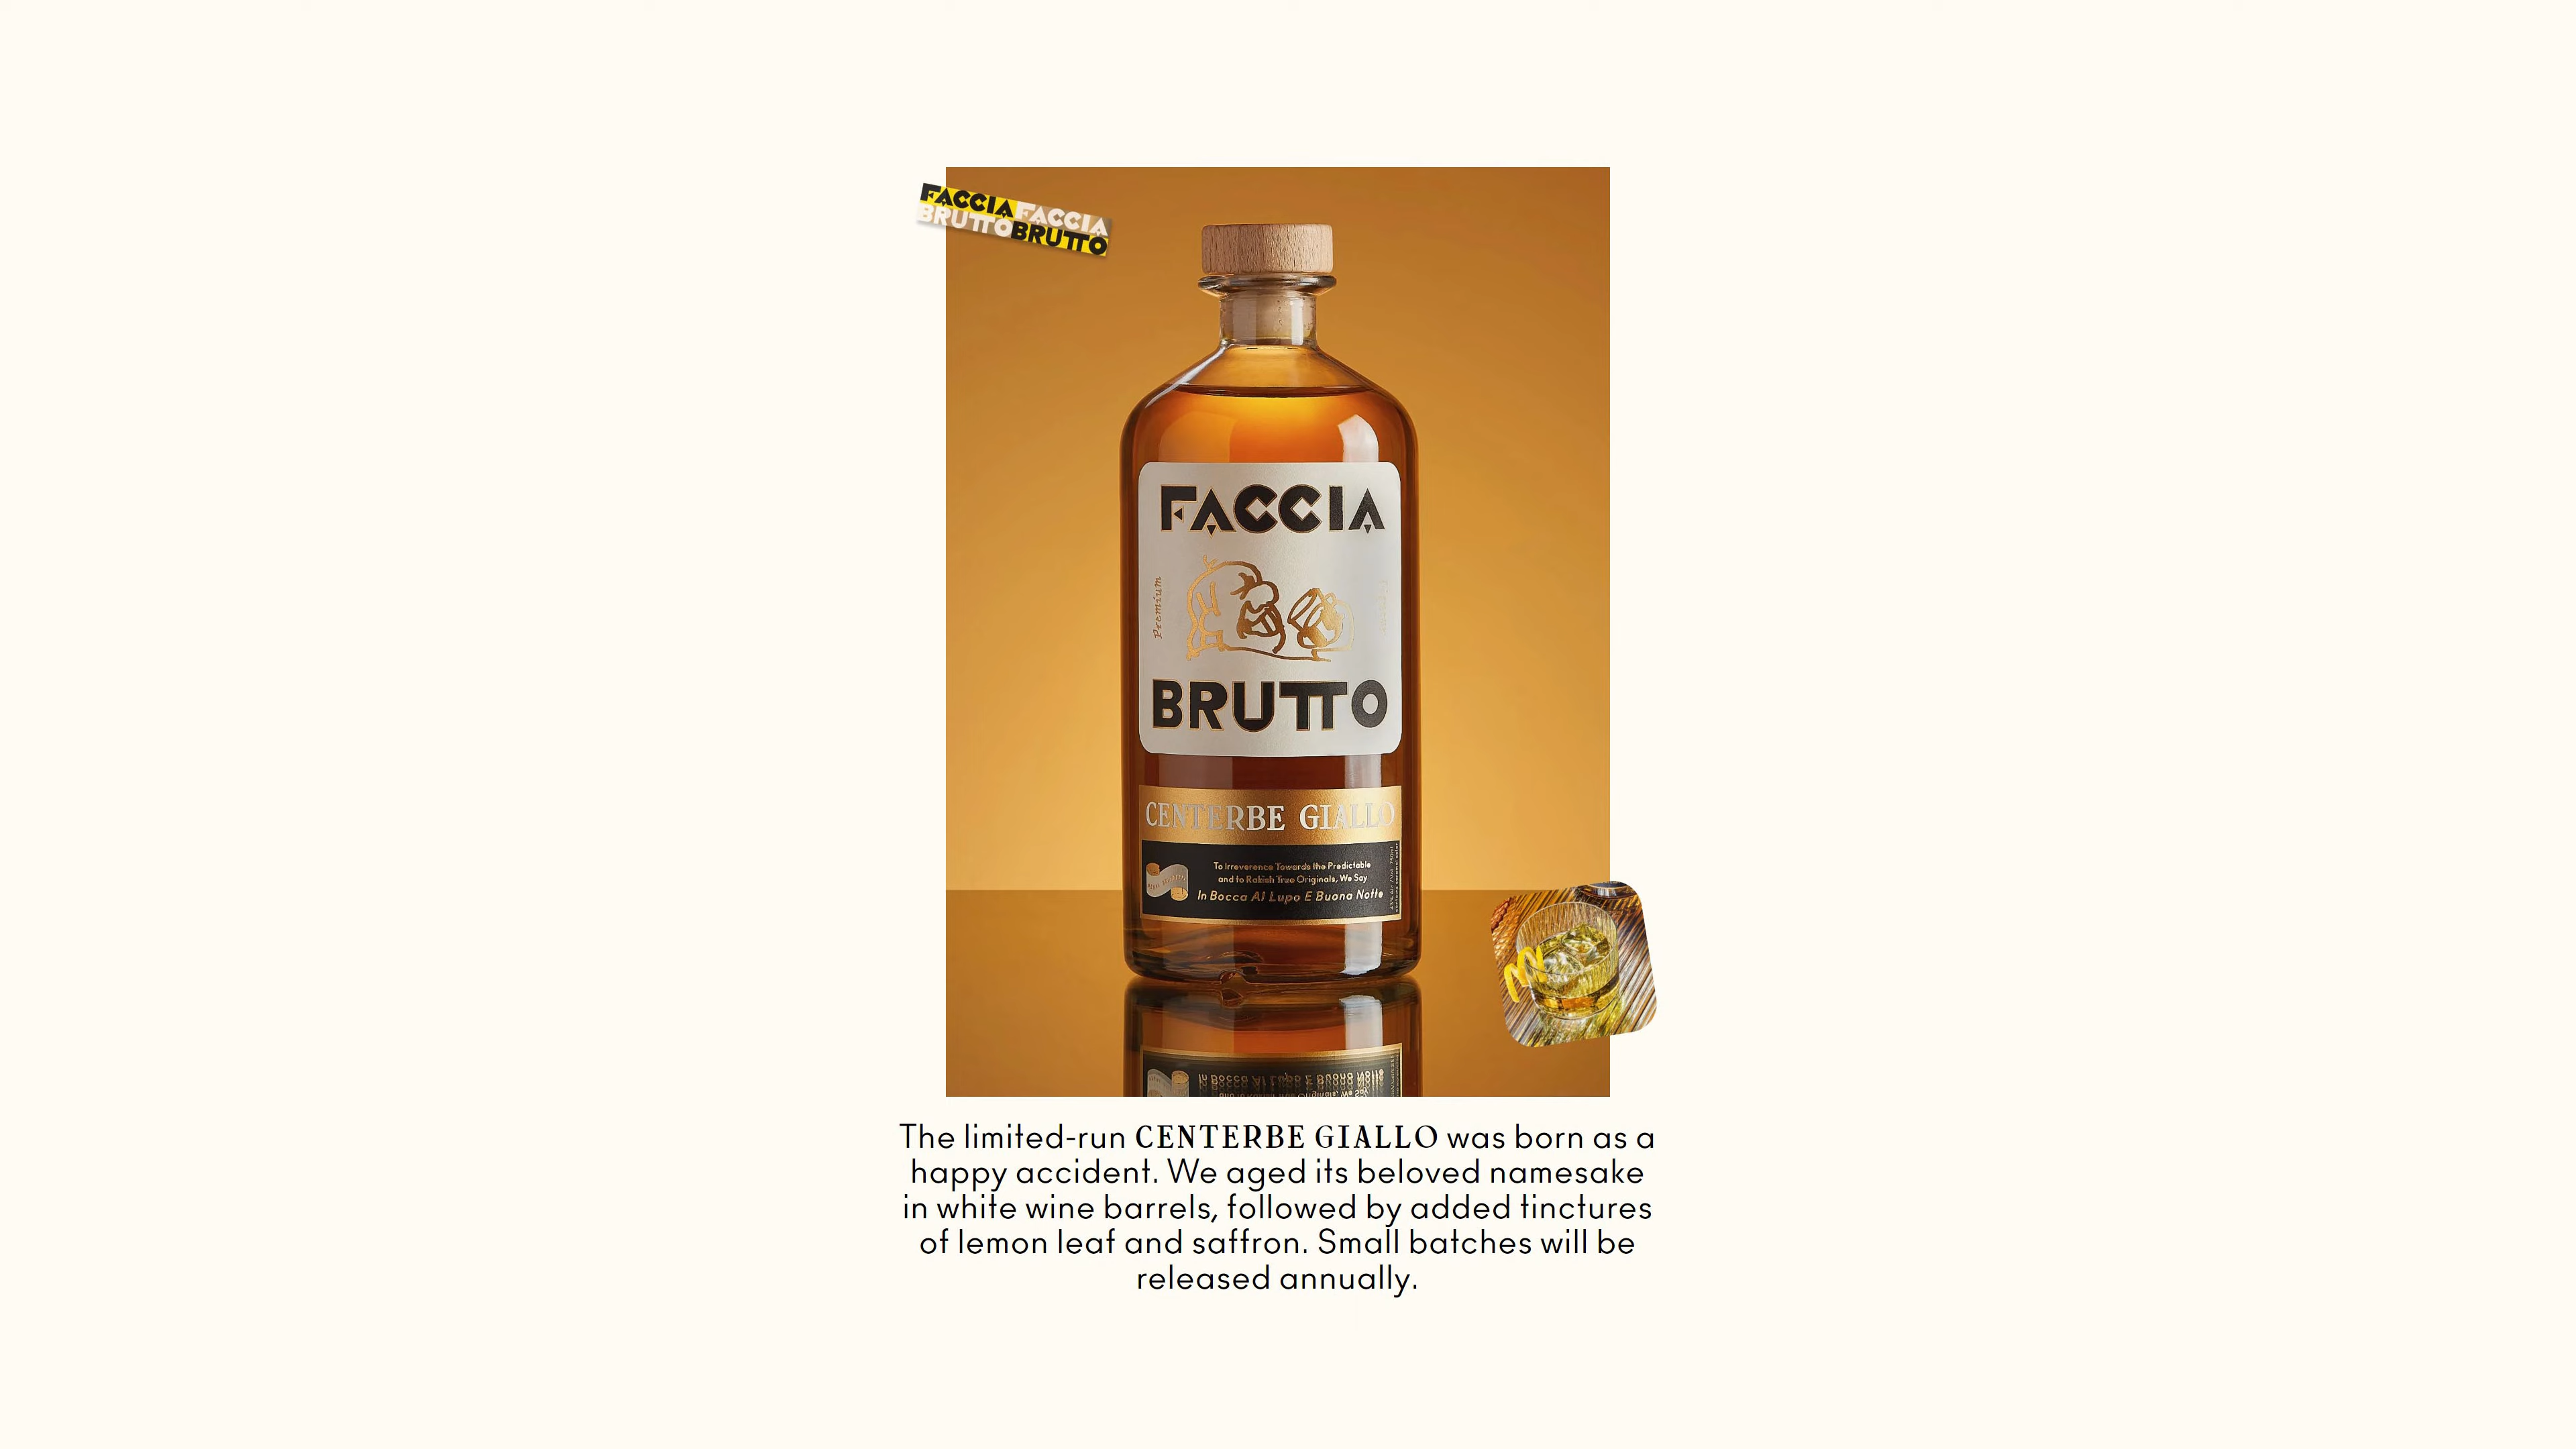 FACCIA FACCIA
BRUTTO BRUTTO
FACCIA
Premium
BRUTTO
CENTERBE GIALLO
To Irreverence Towards the Predictable
and to Rakish True Originals, We Say
In Bocca Al Lupo E Buona Notte
The limited-run CENTERBE GIALLO was born as a
happy accident. We aged its beloved namesake
in white wine barrels, followed by added tinctures
of lemon leaf and saffron. Small batches will be
released annually.